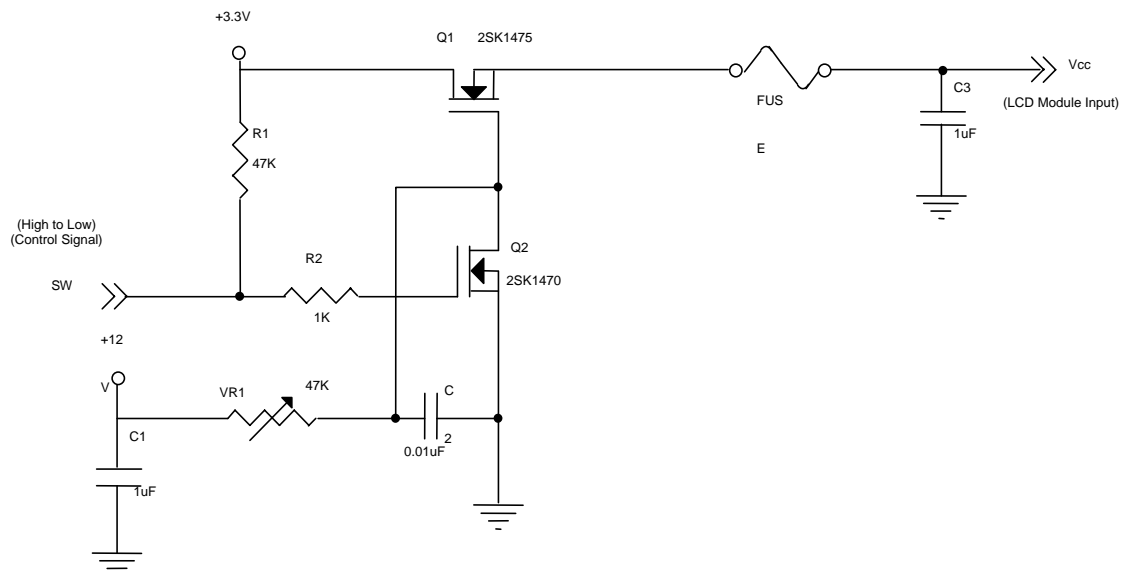 +3.3V
Q1 2SK1475
Vcc
FUS
C3
(LCD Module Input)
R1
1uF
47K
E
(High to Low)
(Control Signal)
Q2
R2
SW
2SK1470
1K
+12
V
VR1
47K
C
C1
2
0.01uF
1uF